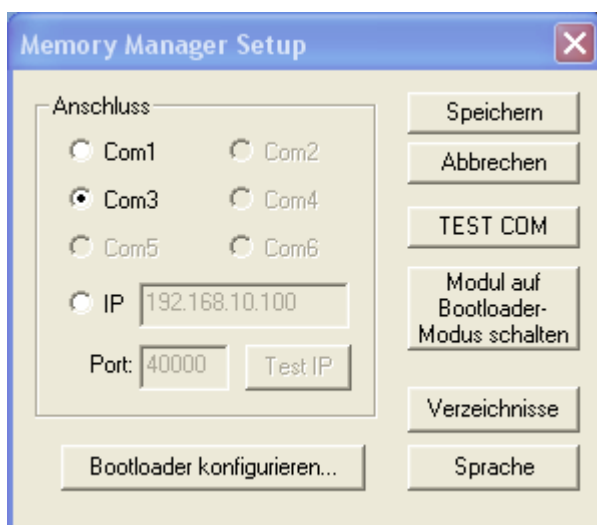 Memory Manager Setup
Anschluss
Com1
Com2
Com3
Com4
Com5
Com6
IP
192.168.10.100
Port:
40000
Test IP
Bootloader konfigurieren...
Speichern
Abbrechen
TEST COM
Modul auf
Bootloader-
Modus schalten
Verzeichnisse
Sprache